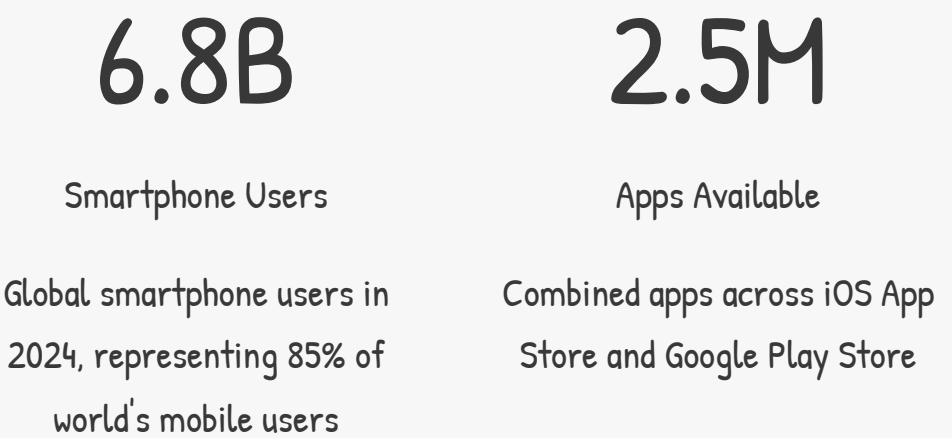 6.8B
Smartphone Users
Global smartphone users in
2024, representing 85% of
world's mobile users
2.5M
Apps Available
Combined apps across iOS App
Store and Google Play Store